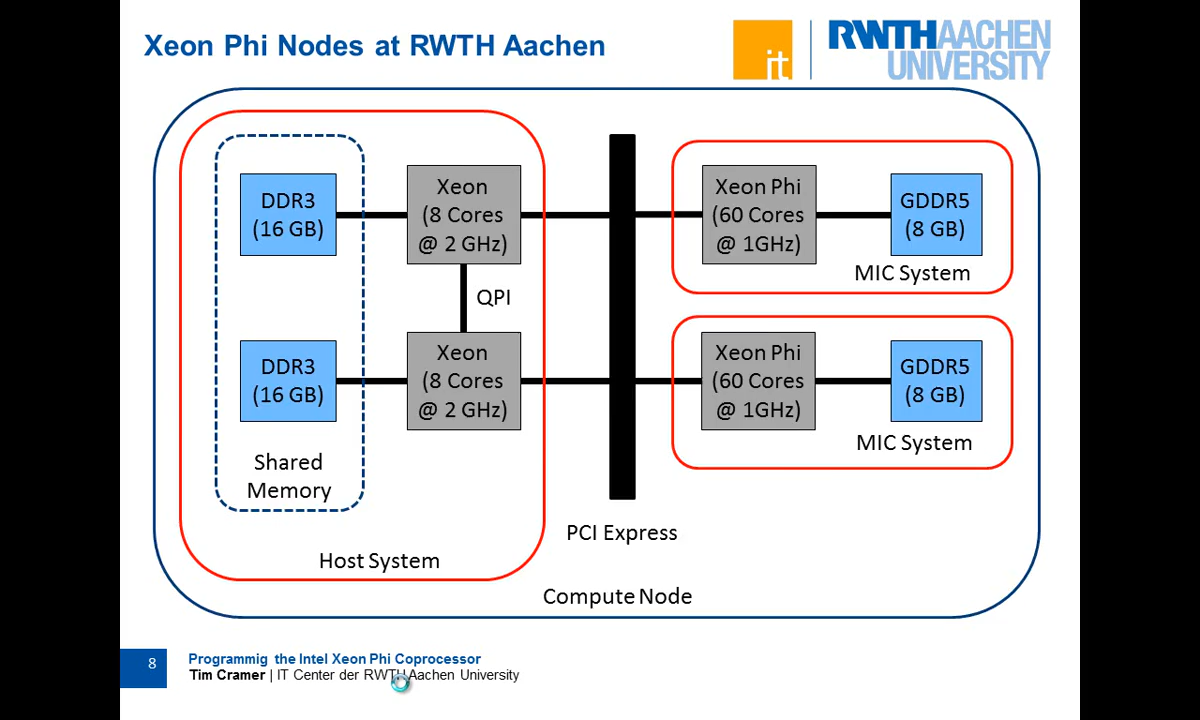 Xeon Phi Nodes at RWTH Aachen
it
RWTHAACHEN
UNIVERSITY
DDR3
(16 GB)
Xeon
(8 Cores
@ 2 GHz)
Xeon Phi
(60 Cores
@ 1GHz)
GDDR5
(8 GB)
MIC System
QPI
DDR3
(16 GB)
Xeon
(8 Cores
@ 2 GHz)
Xeon Phi
(60 Cores
@ 1GHz)
GDDR5
(8 GB)
MIC System
Shared
Memory
PCI Express
Host System
Compute Node
8
Programmig the Intel Xeon Phi Coprocessor
Tim Cramer | IT Center der RWTH Aachen University